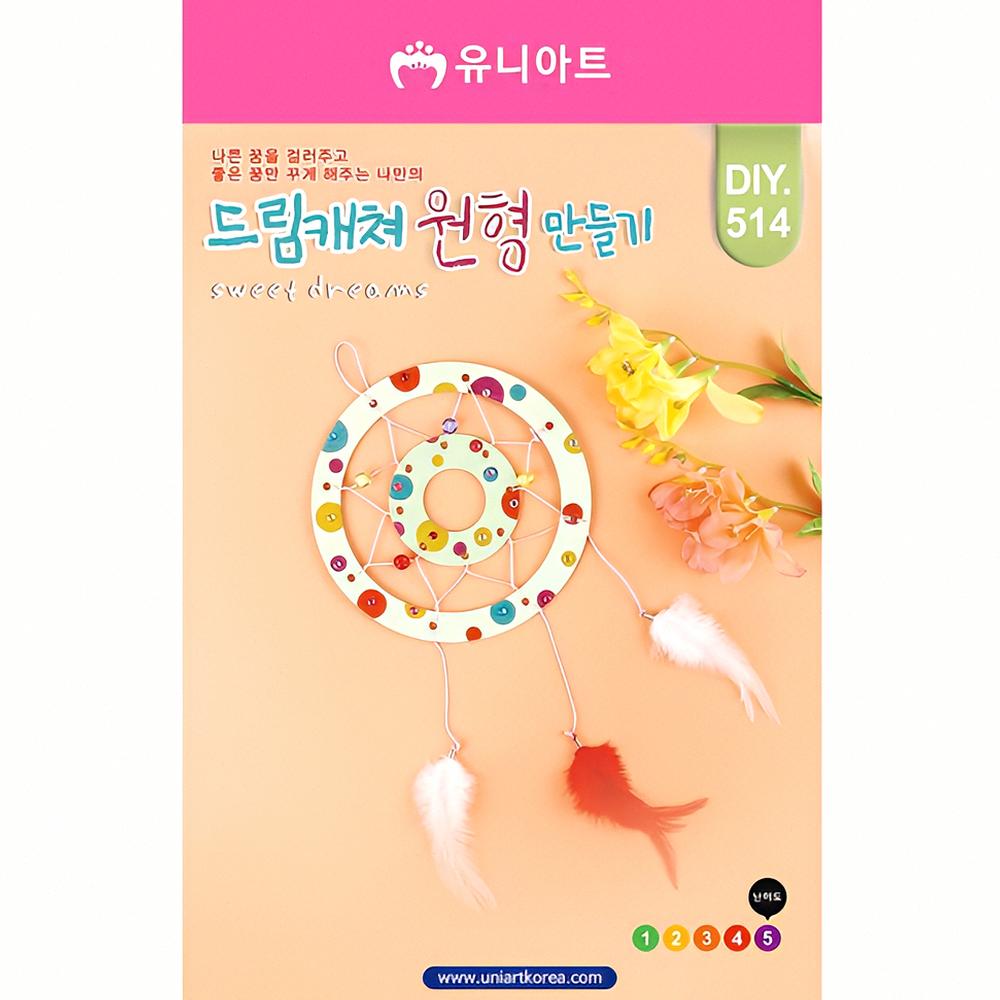 유니아트
나쁜 꿈을 걸러주고
좋은 꿈만 꾸게 해주는 나만의
드림캐쳐 원형 만들기
sweet dreams
DIY.
514
난이도
1 2 3 4 5
www.uniartkorea.com